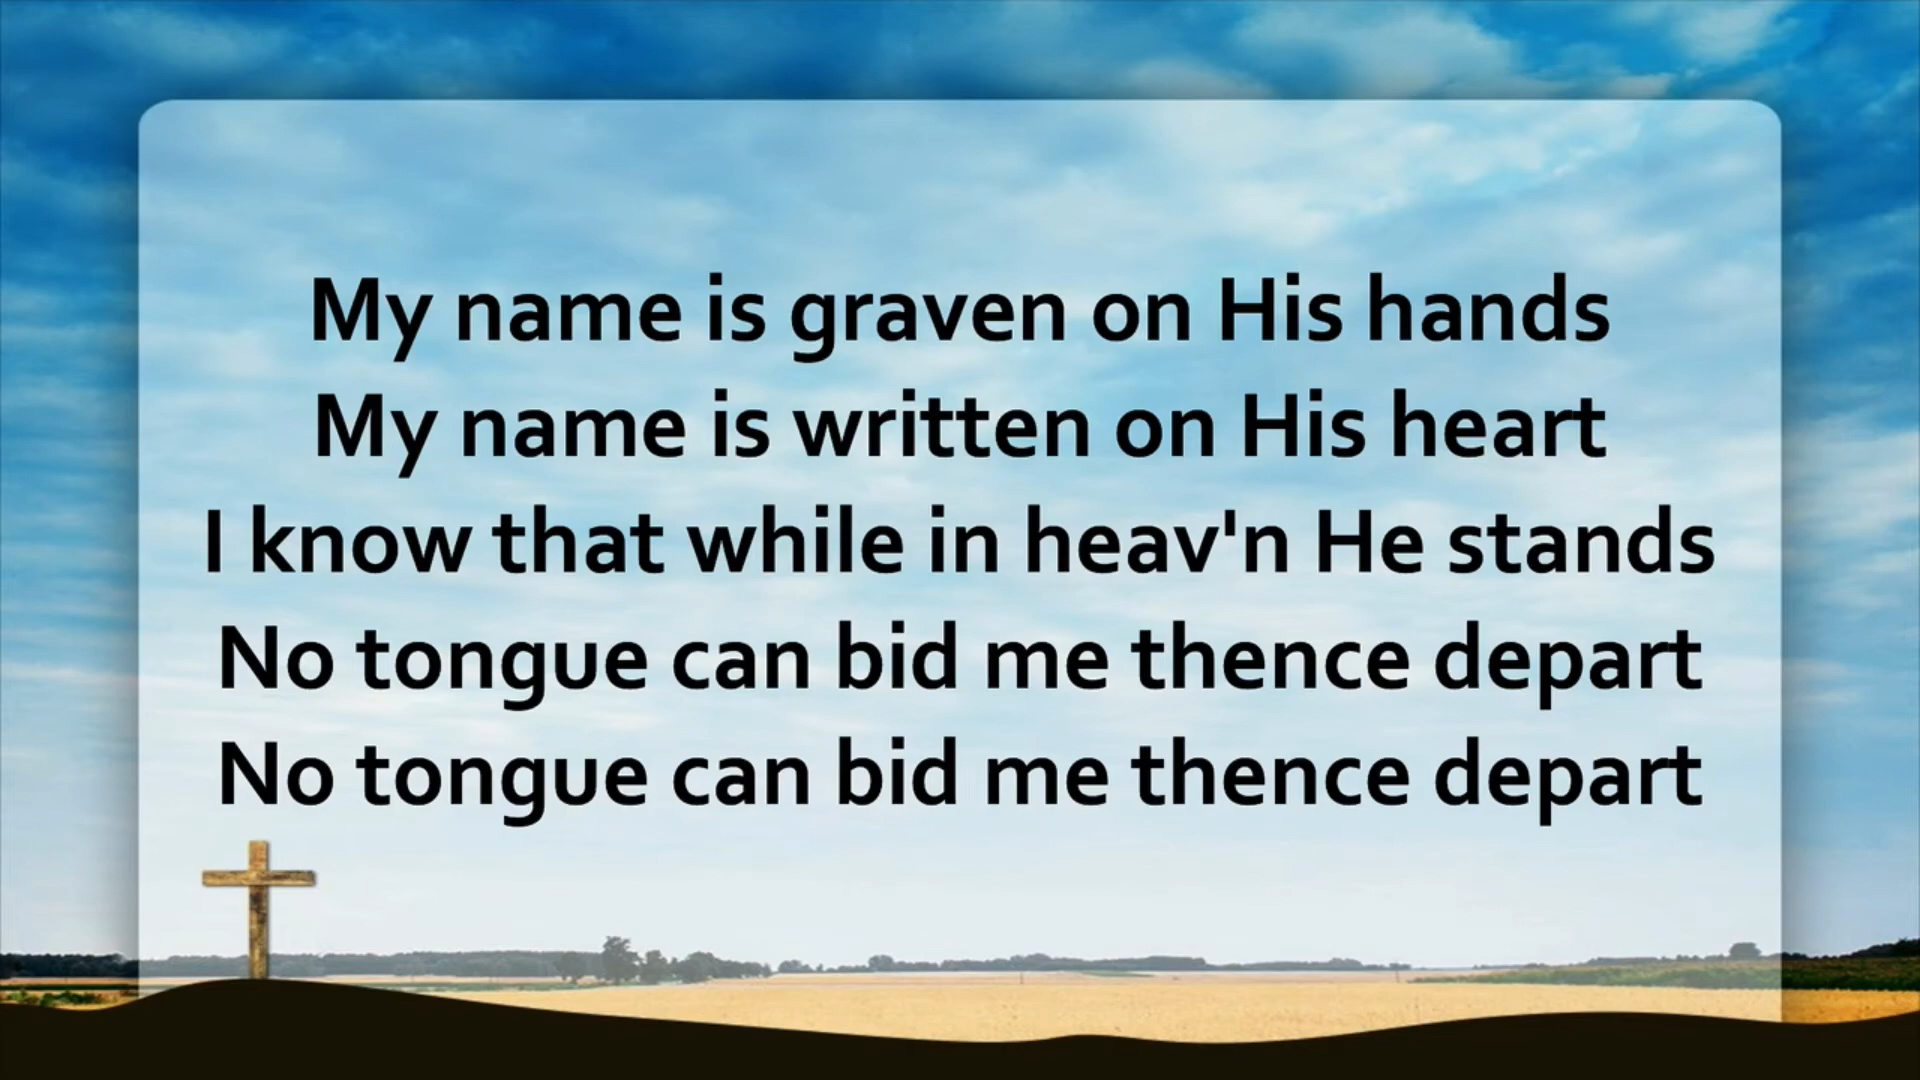 My name is graven on His hands
My name is written on His heart
I know that while in heav'n He stands
No tongue can bid me thence depart
No tongue can bid me thence depart